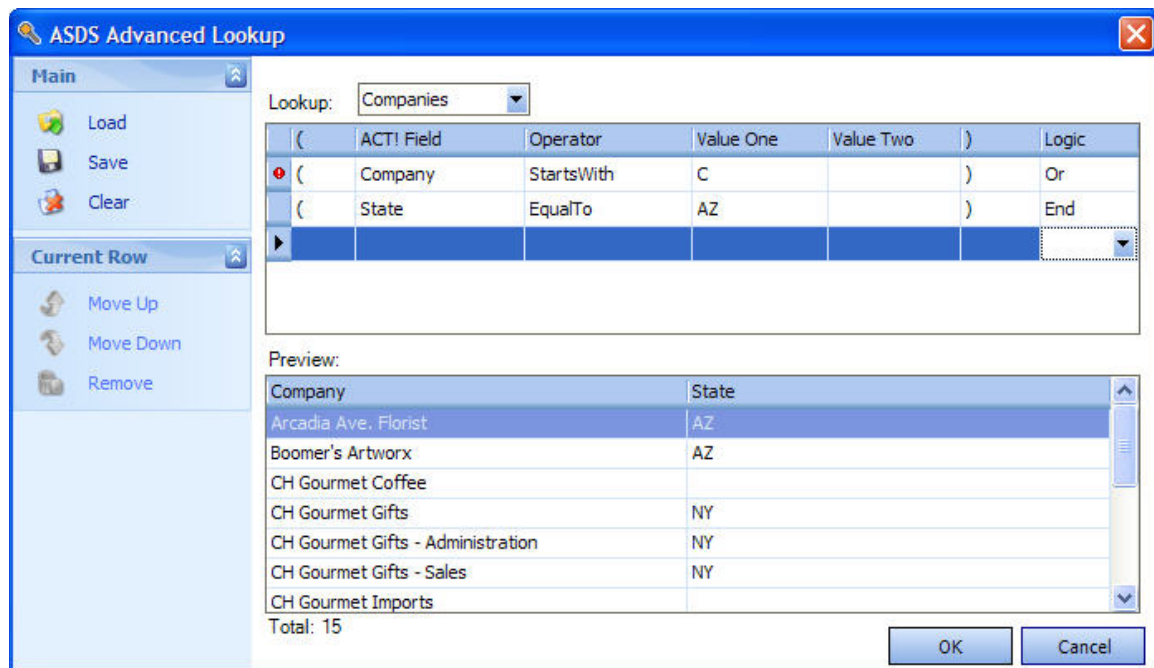 ASDS Advanced Lookup
Main
Load
Save
Clear
Current Row
Move Up
Move Down
Remove
Lookup: Companies
( ACT! Field Operator Value One Value Two ) Logic
( Company StartsWith C ) Or
( State EqualTo AZ ) End
Preview:
Company State
Arcadia Ave. Florist AZ
Boomer's Artworx AZ
CH Gourmet Coffee
CH Gourmet Gifts NY
CH Gourmet Gifts - Administration NY
CH Gourmet Gifts - Sales NY
CH Gourmet Imports
Total: 15
OK Cancel